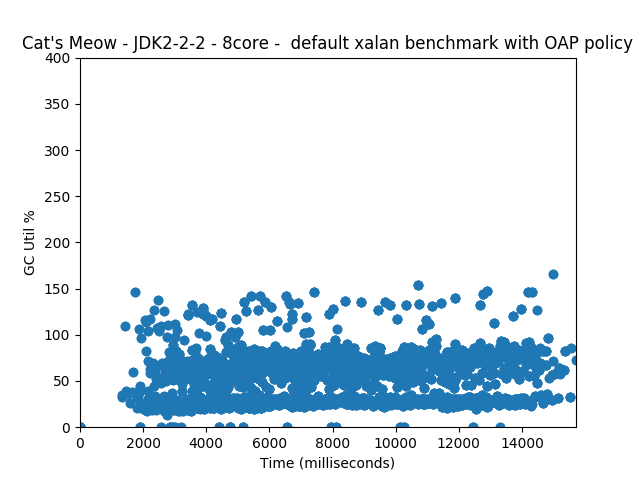 Cat's Meow - JDK2-2-2 - 8core -  default xalan benchmark with OAP policy
400
350
300
250
200
150
100
50
0
GC Util %
0 2000 4000 6000 8000 10000 12000 14000
Time (milliseconds)